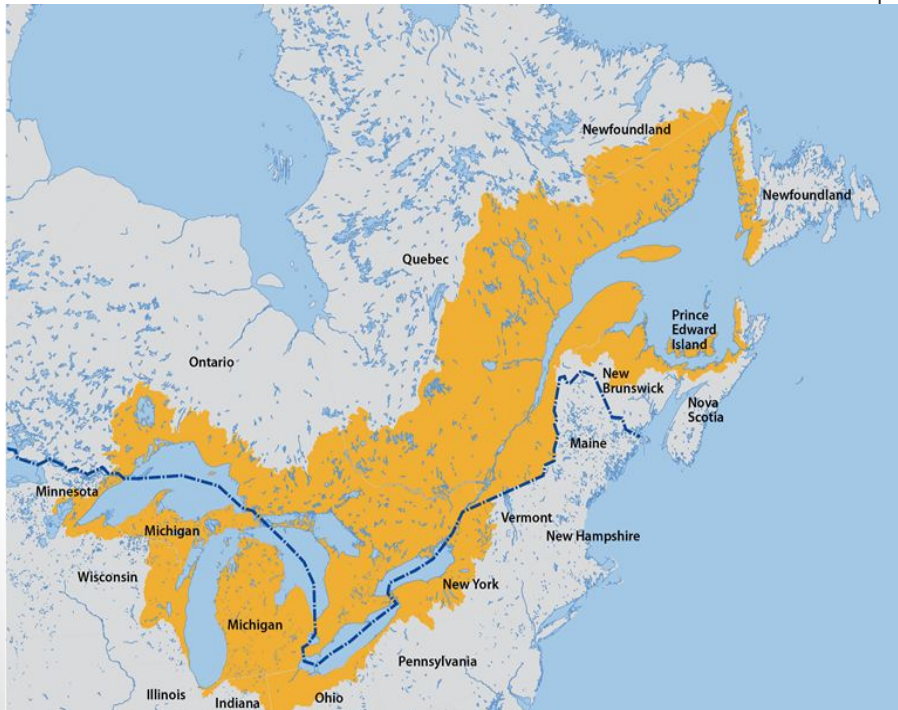 Newfoundland
Newfoundland
Quebec
Prince
Edward
Island
Ontario
New
Brunswick
Nova
Scotia
Maine
Minnesota
Vermont
Michigan
New Hampshire
Wisconsin
New York
Michigan
Pennsylvania
Illinois
Indiana
Ohio